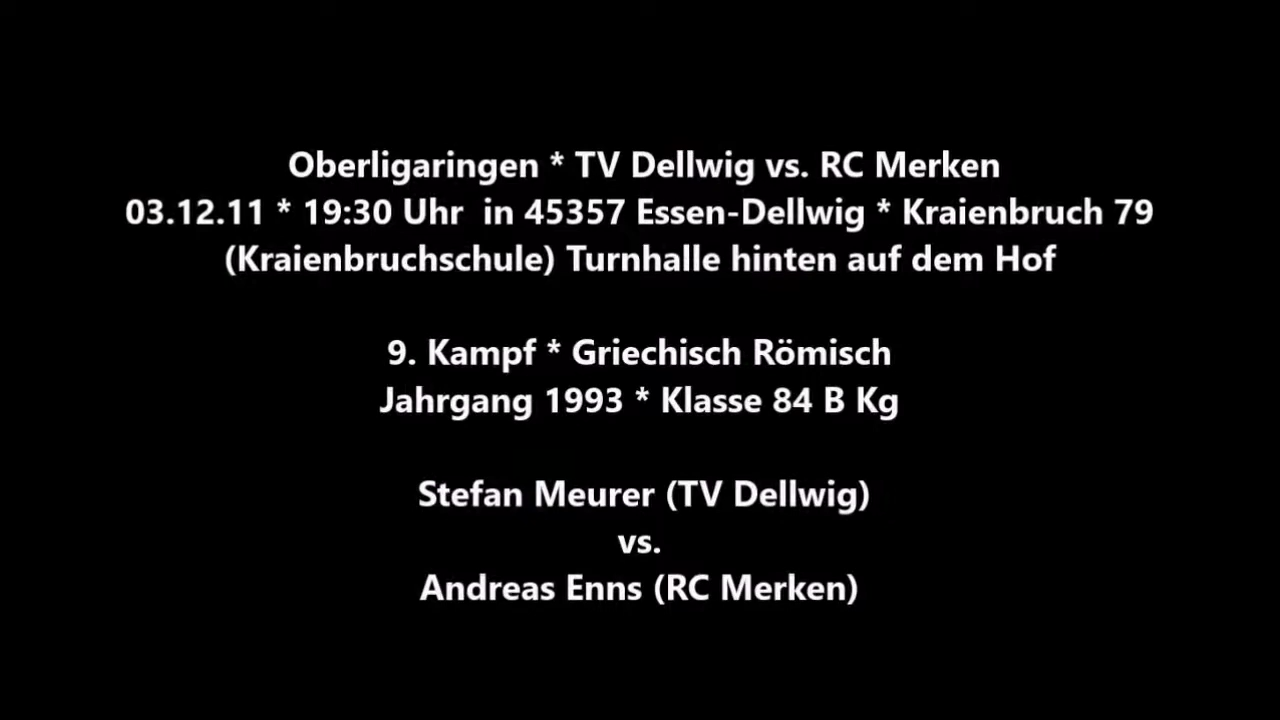 Oberligaringen * TV Dellwig vs. RC Merken
03.12.11 * 19:30 Uhr  in 45357 Essen-Dellwig * Kraienbruch 79
(Kraienbruchschule) Turnhalle hinten auf dem Hof
9. Kampf * Griechisch Römisch
Jahrgang 1993 * Klasse 84 B Kg
Stefan Meurer (TV Dellwig)
vs.
Andreas Enns (RC Merken)